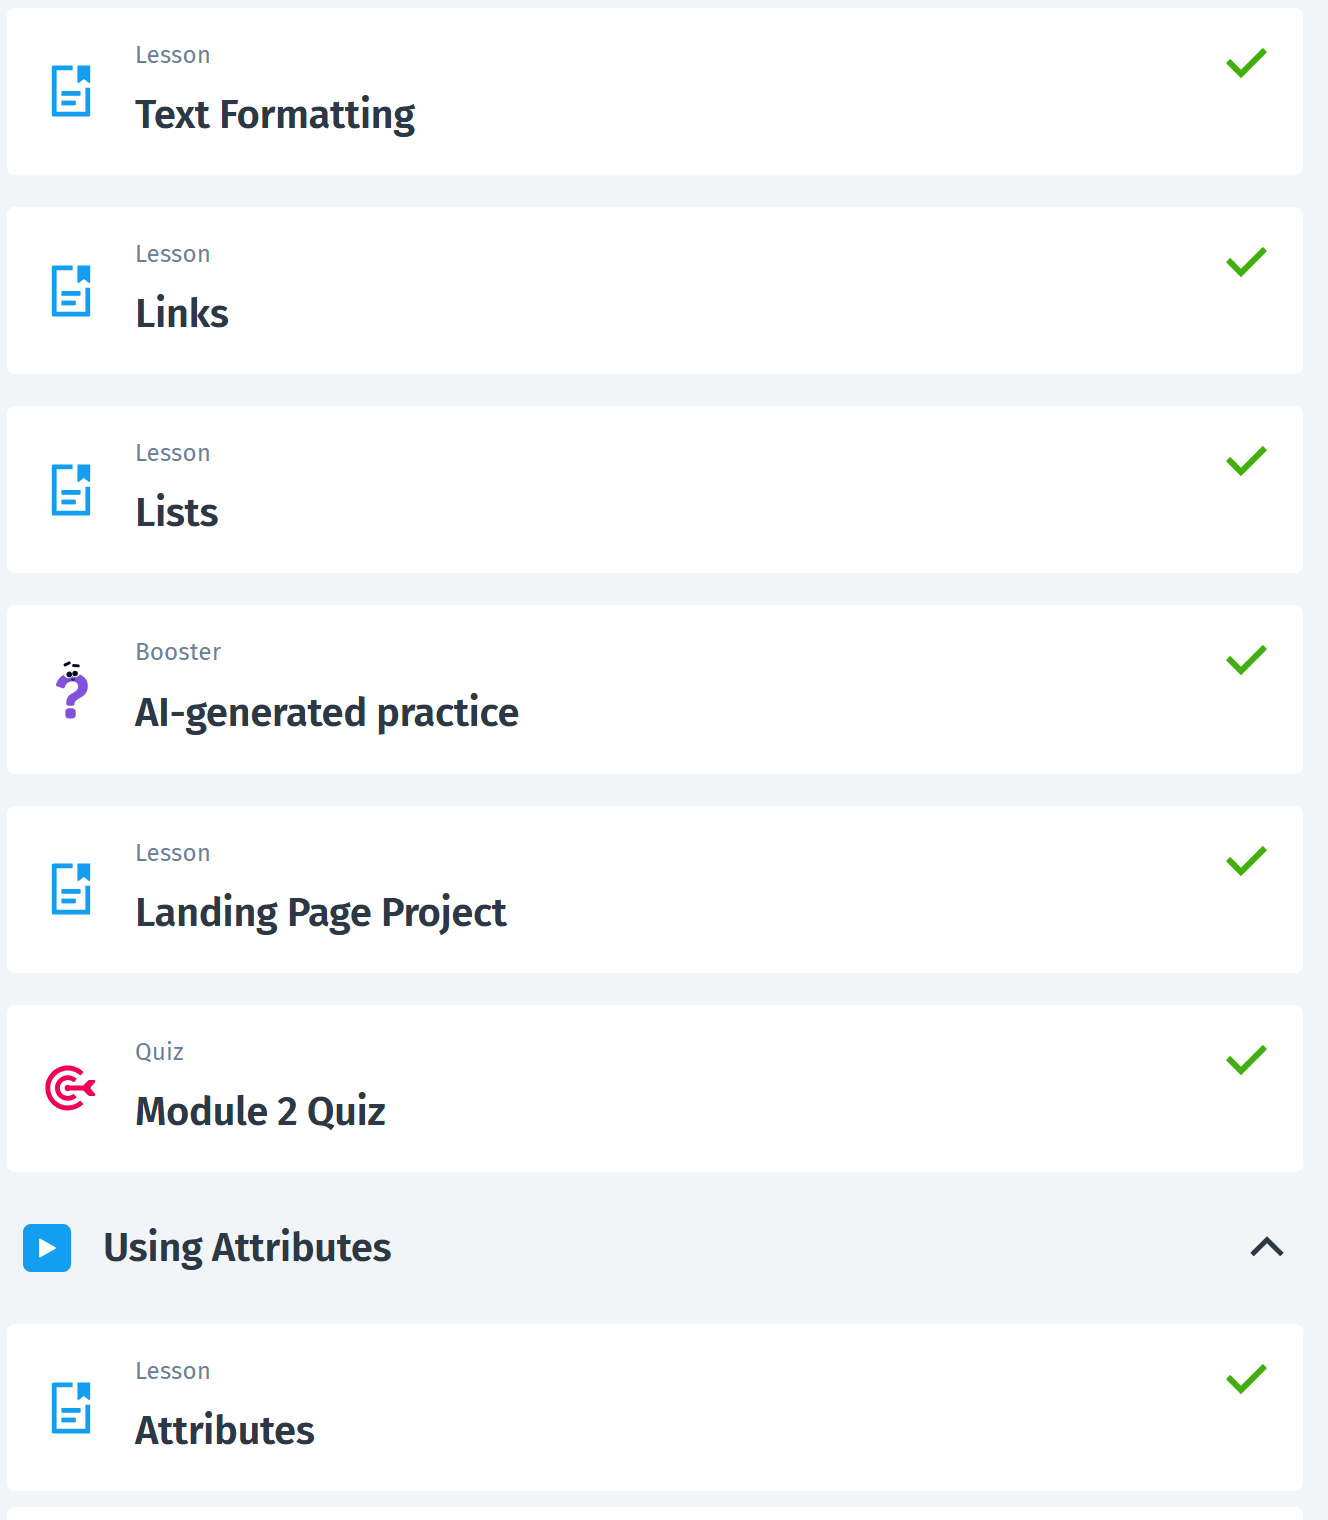 Lesson
Text Formatting
Lesson
Links
Lesson
Lists
Booster
AI-generated practice
Lesson
Landing Page Project
Quiz
Module 2 Quiz
Using Attributes
Lesson
Attributes